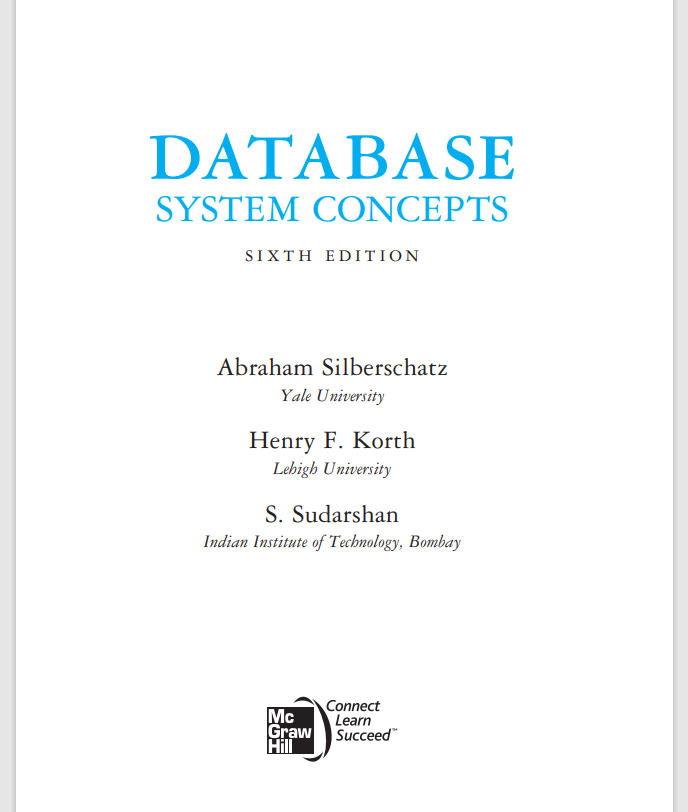 DATABASE
SYSTEM CONCEPTS
SIXTH EDITION
Abraham Silberschatz
Yale University
Henry F. Korth
Lehigh University
S. Sudarshan
Indian Institute of Technology, Bombay
Mc
Graw
Hill
Connect
Learn
Succeed™